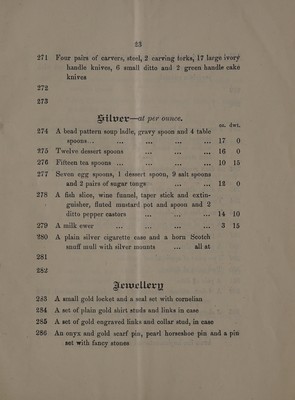 23
271 Four pairs of carvers, steel, 2 carving forks, 17 large ivory
handle knives, 6 small ditto and 2 green handle cake
knives
272
273
Silver—at per ounce.
oz. dwt.
274 A bead pattern soup ladle, gravy spoon and 4 table
spoons... ... ... ... ... 17 0
275 Twelve dessert spoons ... ... ... 16 0
276 Fifteen tea spoons ... ... ... ... 10 15
277 Seven egg spoons, 1 dessert spoon, 9 salt spoons
and 2 pairs of sugar tongs ... ... 12 0
278 A fish slice, wine funnel, taper stick and extin-
guisher, fluted mustard pot and spoon and 2
ditto pepper castors ... ... ... 14 10
279 A milk ewer ... ... ... ... 3 15
280 A plain silver cigarette case and a horn Scotch
snuff mull with silver mounts ... all at
281
282
Jewellery
283 A small gold locket and a seal set with cornelian
284 A set of plain gold shirt studs and links in case
285 A set of gold engraved links and collar stud, in case
286 An onyx and gold scarf pin, pearl horseshoe pin and a pin
set with fancy stones